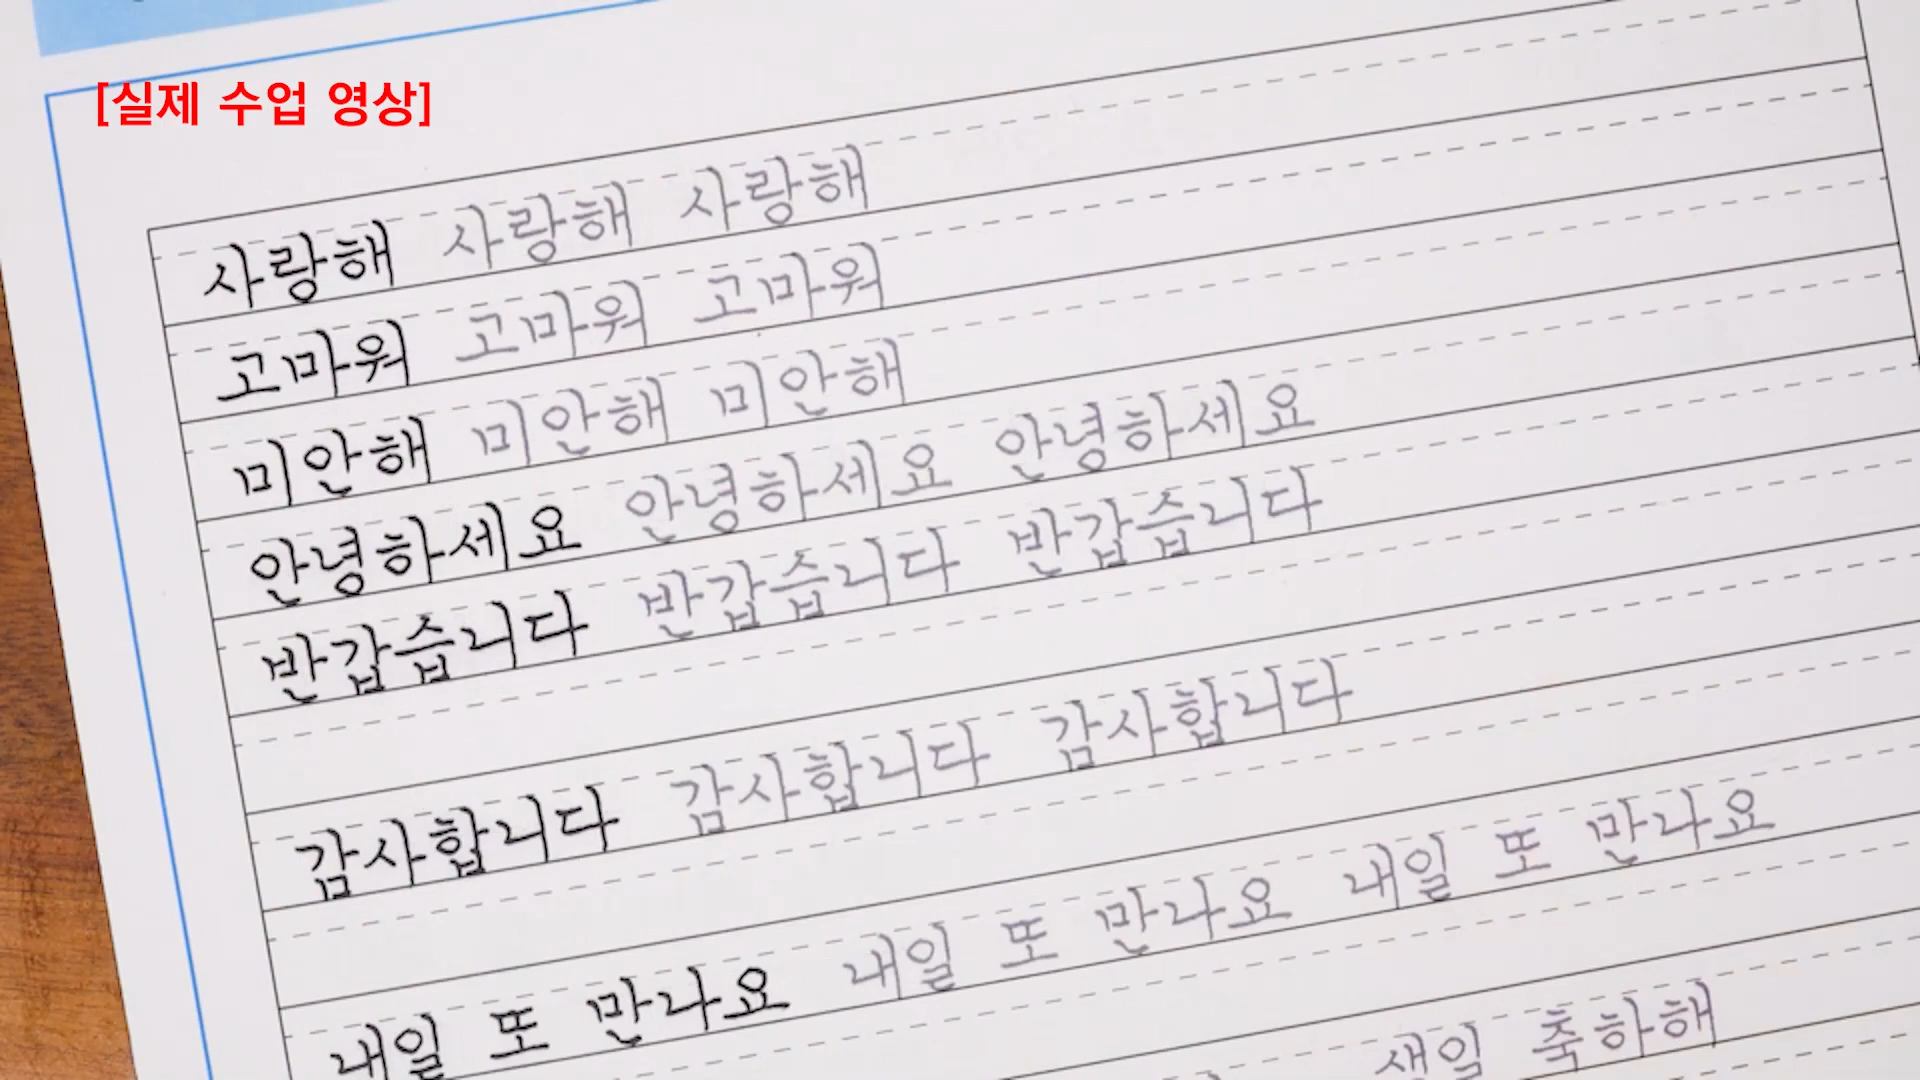 [실제 수업 영상]
사랑해 사랑해 사랑해
고마워 고마워 고마워
미안해 미안해 미안해
안녕하세요 안녕하세요 안녕하세요
반갑습니다 반갑습니다 반갑습니다
감사합니다 감사합니다 감사합니다
내일 또 만나요 내일 또 만나요 내일 또 만나요
생일 축하해